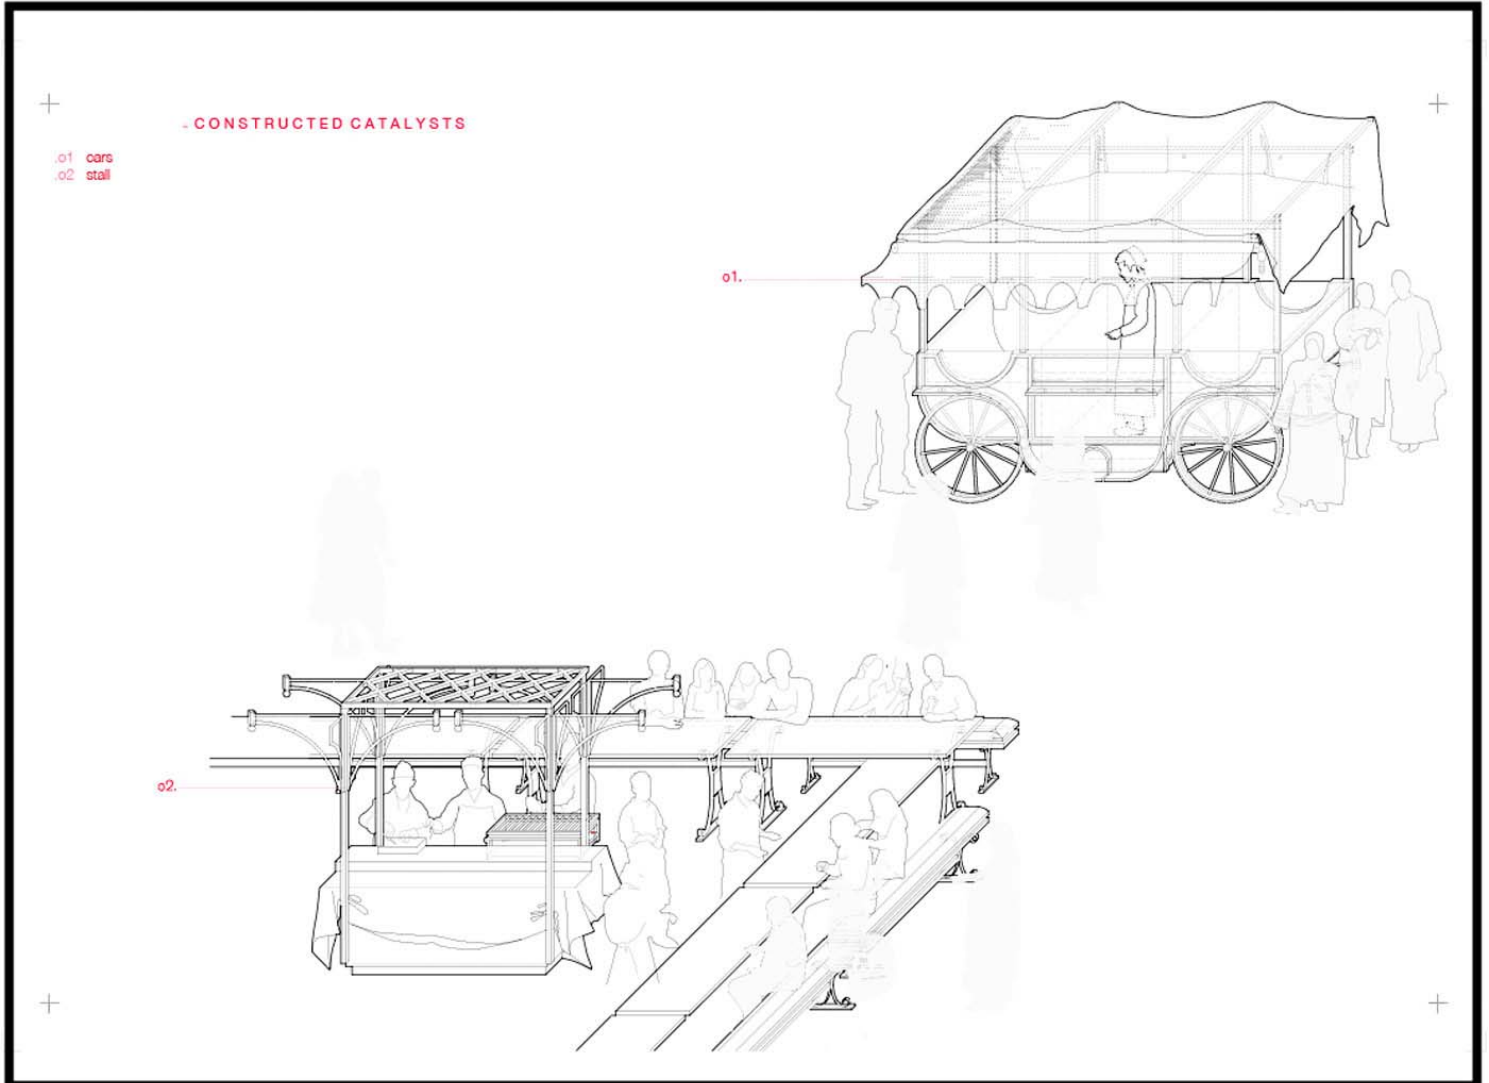 - CONSTRUCTED CATALYSTS
.o1 cars
.o2 stall
o1.
o2.